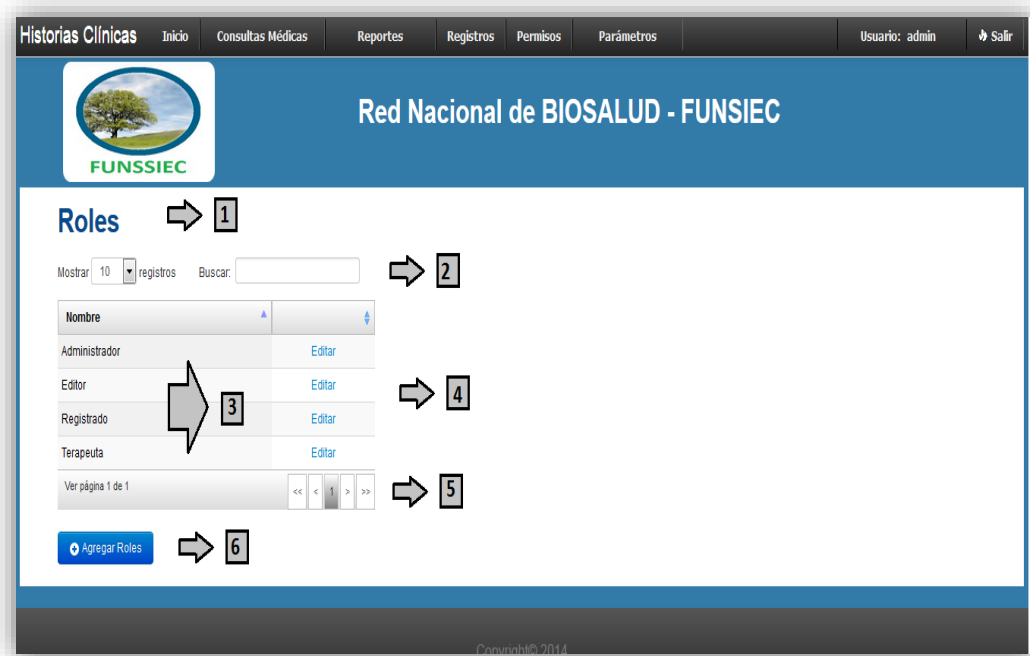 Historias Clínicas Inicio Consultas Médicas Reportes Registros Permisos Parámetros Usuario: admin Salir
Red Nacional de BIOSALUD - FUNSIEC
FUNSSIEC
Roles 1
Mostrar 10 registros Buscar: 2
Nombre
Administrador Editar
Editor Editar
3 4
Registrado Editar
Terapeuta Editar
Ver página 1 de 1 << < 1 > >> 5
Agregar Roles 6
Copyright© 2014